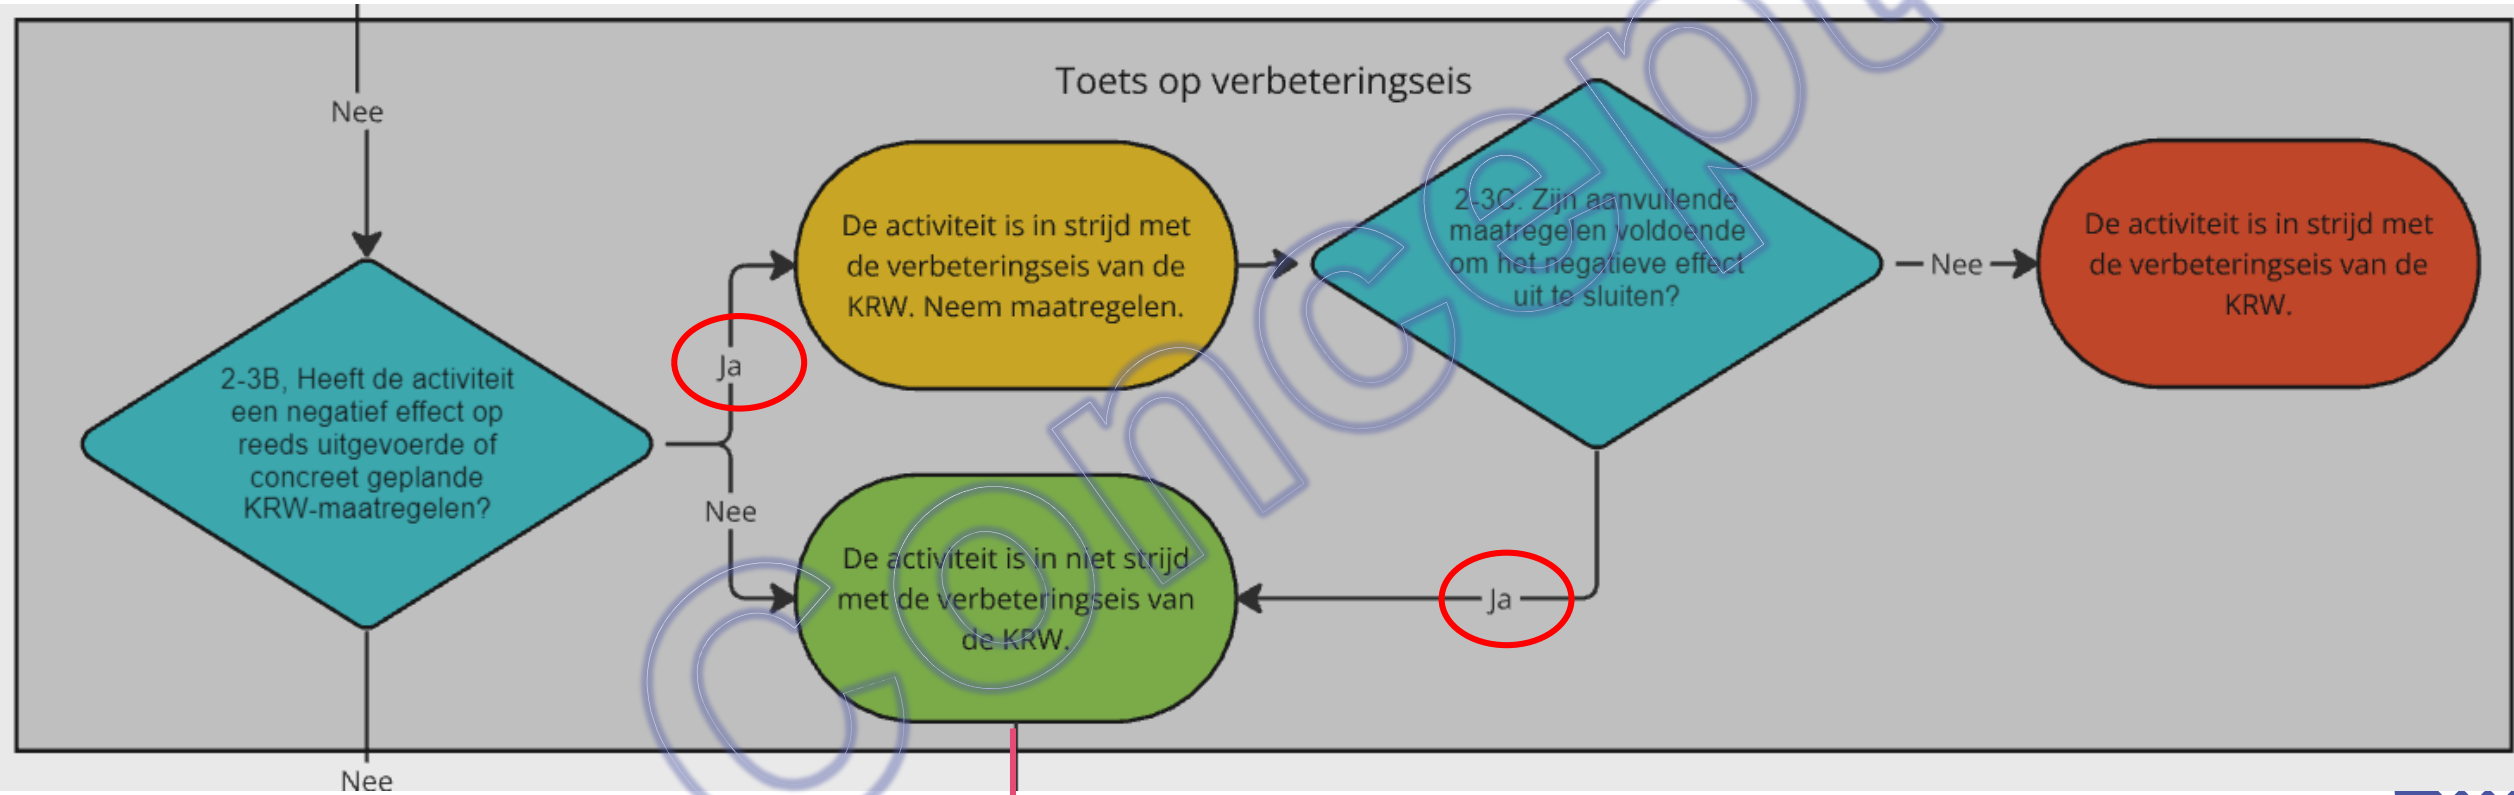 Toets op verbeteringseis
Nee
2-3B, Heeft de activiteit
een negatief effect op
reeds uitgevoerde of
concreet geplande
KRW-maatregelen?
Ja
De activiteit is in strijd met
de verbeteringseis van de
KRW. Neem maatregelen.
2-3C. Zijn aanvullende
maatregelen voldoende
om het negatieve effect
uit te sluiten?
Nee
De activiteit is in strijd met
de verbeteringseis van de
KRW.
Nee
De activiteit is in niet strijd
met de verbeteringseis van
de KRW.
Ja
Nee
Concept